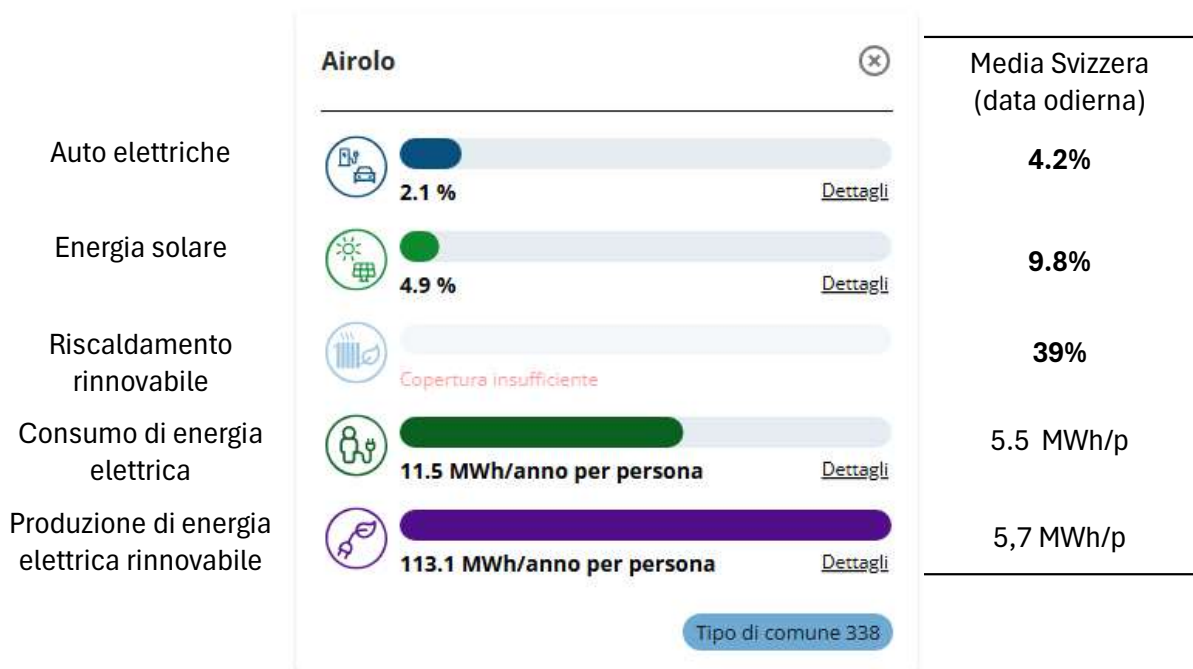 Airolo
Media Svizzera
(data odierna)
Auto elettriche
2.1 %
Dettagli
4.2%
Energia solare
4.9 %
Dettagli
9.8%
Riscaldamento
rinnovabile
Copertura insufficiente
39%
Consumo di energia
elettrica
11.5 MWh/anno per persona
Dettagli
5.5 MWh/p
Produzione di energia
elettrica rinnovabile
113.1 MWh/anno per persona
Dettagli
5,7 MWh/p
Tipo di comune 338